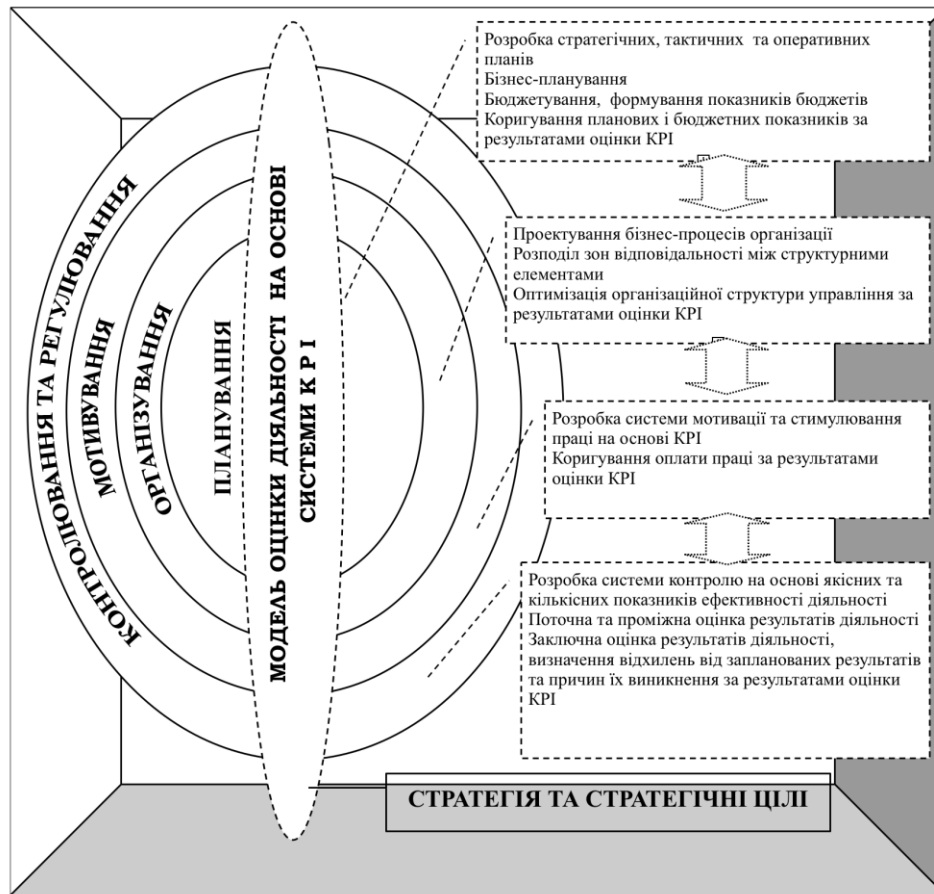 КОНТРОЛЮВАННЯ ТА РЕГУЛЮВАННЯ
МОТИВУВАННЯ
ОРГАНІЗУВАННЯ
ПЛАНУВАННЯ
МОДЕЛЬ ОЦІНКИ ДІЯЛЬНОСТІ НА ОСНОВІ
СИСТЕМИ К Р І
Розробка стратегічних, тактичних та оперативних
планів
Бізнес-планування
Бюджетування, формування показників бюджетів
Коригування планових і бюджетних показників за
результатами оцінки КРІ
Проектування бізнес-процесів організації
Розподіл зон відповідальності між структурними
елементами
Оптимізація організаційної структури управління за
результатами оцінки КРІ
Розробка системи мотивації та стимулювання
праці на основі КРІ
Коригування оплати праці за результатами
оцінки КРІ
Розробка системи контролю на основі якісних та
кількісних показників ефективності діяльності
Поточна та проміжна оцінка результатів діяльності
Заключна оцінка результатів діяльності,
визначення відхилень від запланованих результатів
та причин їх виникнення за результатами оцінки
КРІ
СТРАТЕГІЯ ТА СТРАТЕГІЧНІ ЦІЛІ